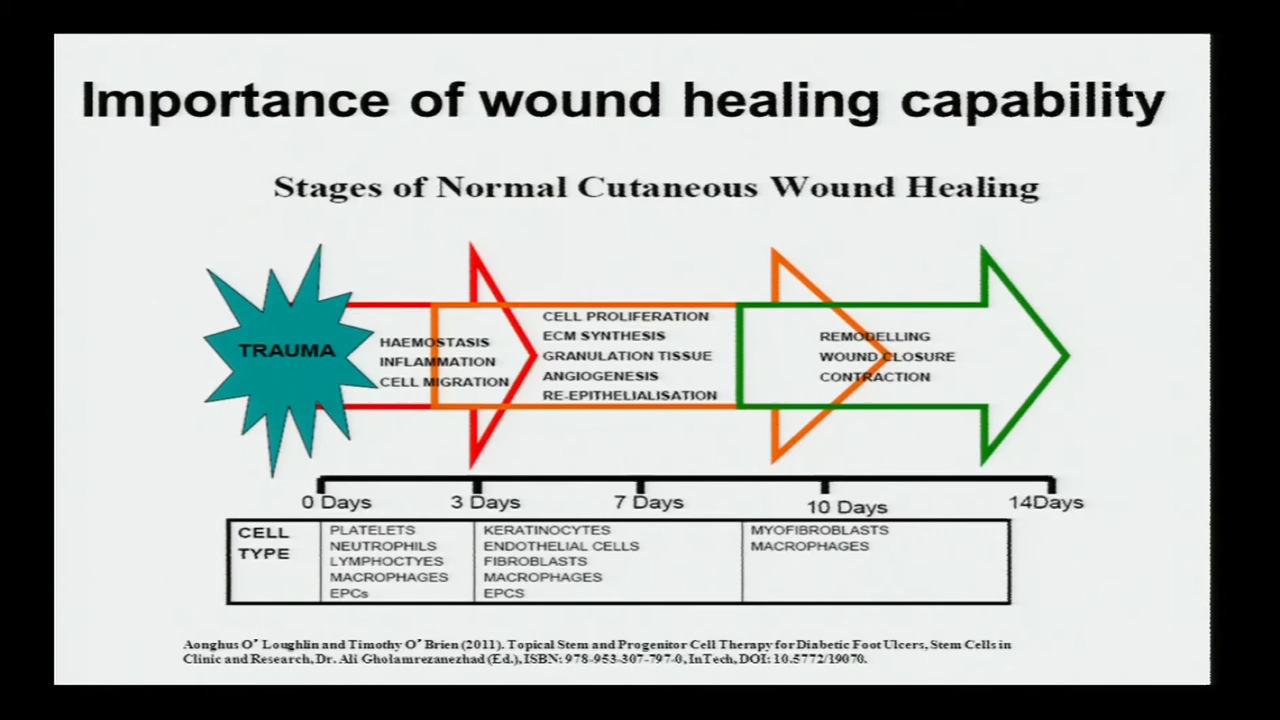 Importance of wound healing capability
Stages of Normal Cutaneous Wound Healing
TRAUMA
HAEMOSTASIS
INFLAMMATION
CELL MIGRATION
CELL PROLIFERATION
ECM SYNTHESIS
GRANULATION TISSUE
ANGIOGENESIS
RE-EPITHELIALISATION
REMODELLING
WOUND CLOSURE
CONTRACTION
0 Days 3 Days 7 Days 10 Days 14Days
CELL
TYPE
PLATELETS
NEUTROPHILS
LYMPHOCTYES
MACROPHAGES
EPCs
KERATINOCYTES
ENDOTHELIAL CELLS
FIBROBLASTS
MACROPHAGES
EPCS
MYOFIBROBLASTS
MACROPHAGES
Aonghus O’ Loughlin and Timothy O’ Brien (2011). Topical Stem and Progenitor Cell Therapy for Diabetic Foot Ulcers, Stem Cells in
Clinic and Research, Dr. Ali Gholamrezanezhad (Ed.), ISBN: 978-953-307-797-0, InTech, DOI: 10.5772/19070.